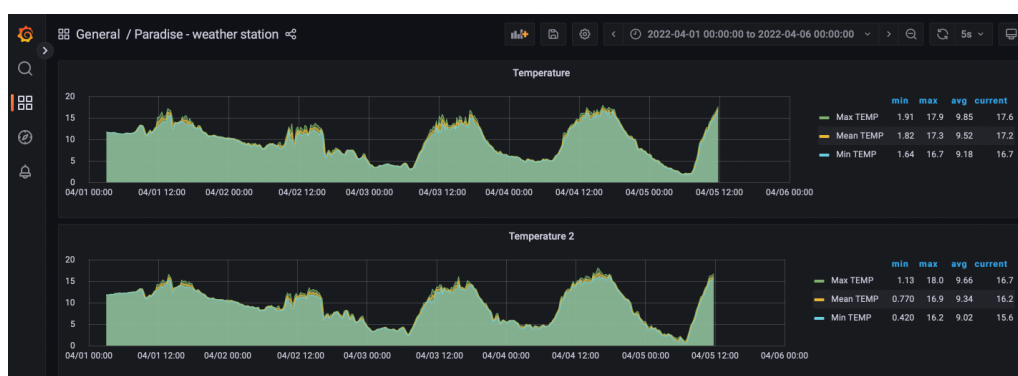 General / Paradise - weather station
2022-04-01 00:00:00 to 2022-04-06 00:00:00
5s
Temperature
20
15
10
5
0
04/01 00:00 04/01 12:00 04/02 00:00 04/02 12:00 04/03 00:00 04/03 12:00 04/04 00:00 04/04 12:00 04/05 00:00 04/05 12:00 04/06 00:00
min max avg current
Max TEMP 1.91 17.9 9.85 17.6
Mean TEMP 1.82 17.3 9.52 17.2
Min TEMP 1.64 16.7 9.18 16.7
Temperature 2
20
15
10
5
0
04/01 00:00 04/01 12:00 04/02 00:00 04/02 12:00 04/03 00:00 04/03 12:00 04/04 00:00 04/04 12:00 04/05 00:00 04/05 12:00 04/06 00:00
min max avg current
Max TEMP 1.13 18.0 9.66 16.7
Mean TEMP 0.770 16.9 9.34 16.2
Min TEMP 0.420 16.2 9.02 15.6